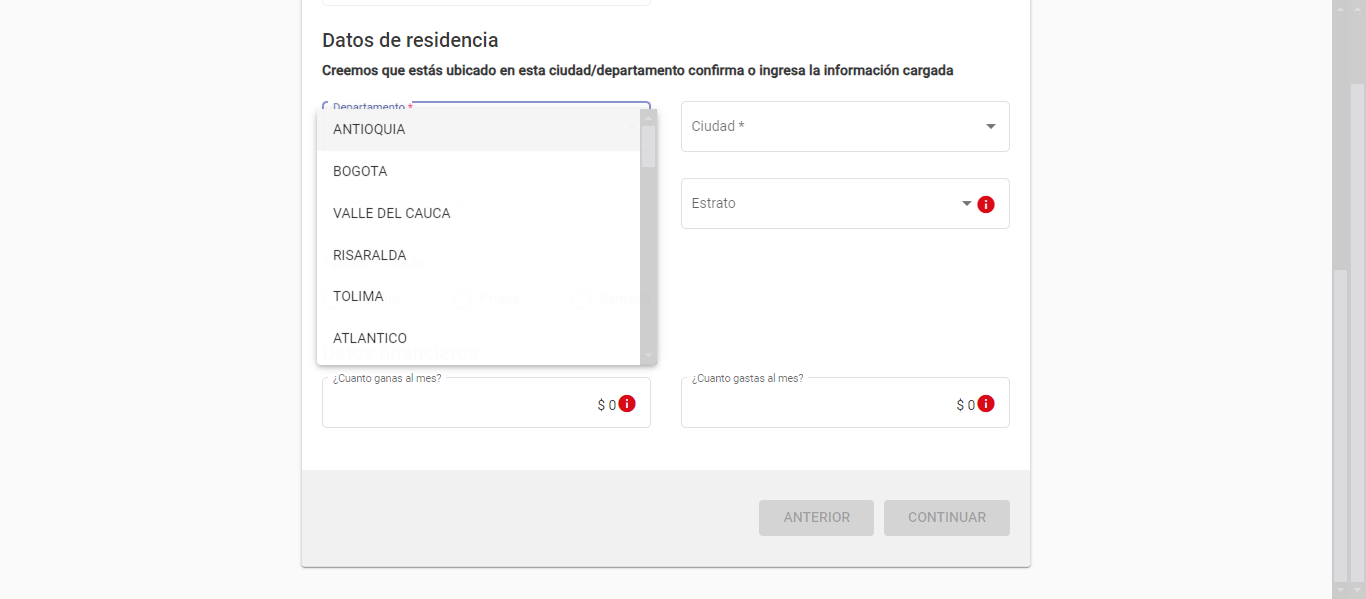 Datos de residencia
Creemos que estás ubicado en esta ciudad/departamento confirma o ingresa la información cargada
Departamento *
ANTIOQUIA
BOGOTA
VALLE DEL CAUCA
RISARALDA
TOLIMA
ATLANTICO
Ciudad *
Estrato
¿Cuanto ganas al mes?
$ 0
¿Cuanto gastas al mes?
$ 0
ANTERIOR
CONTINUAR